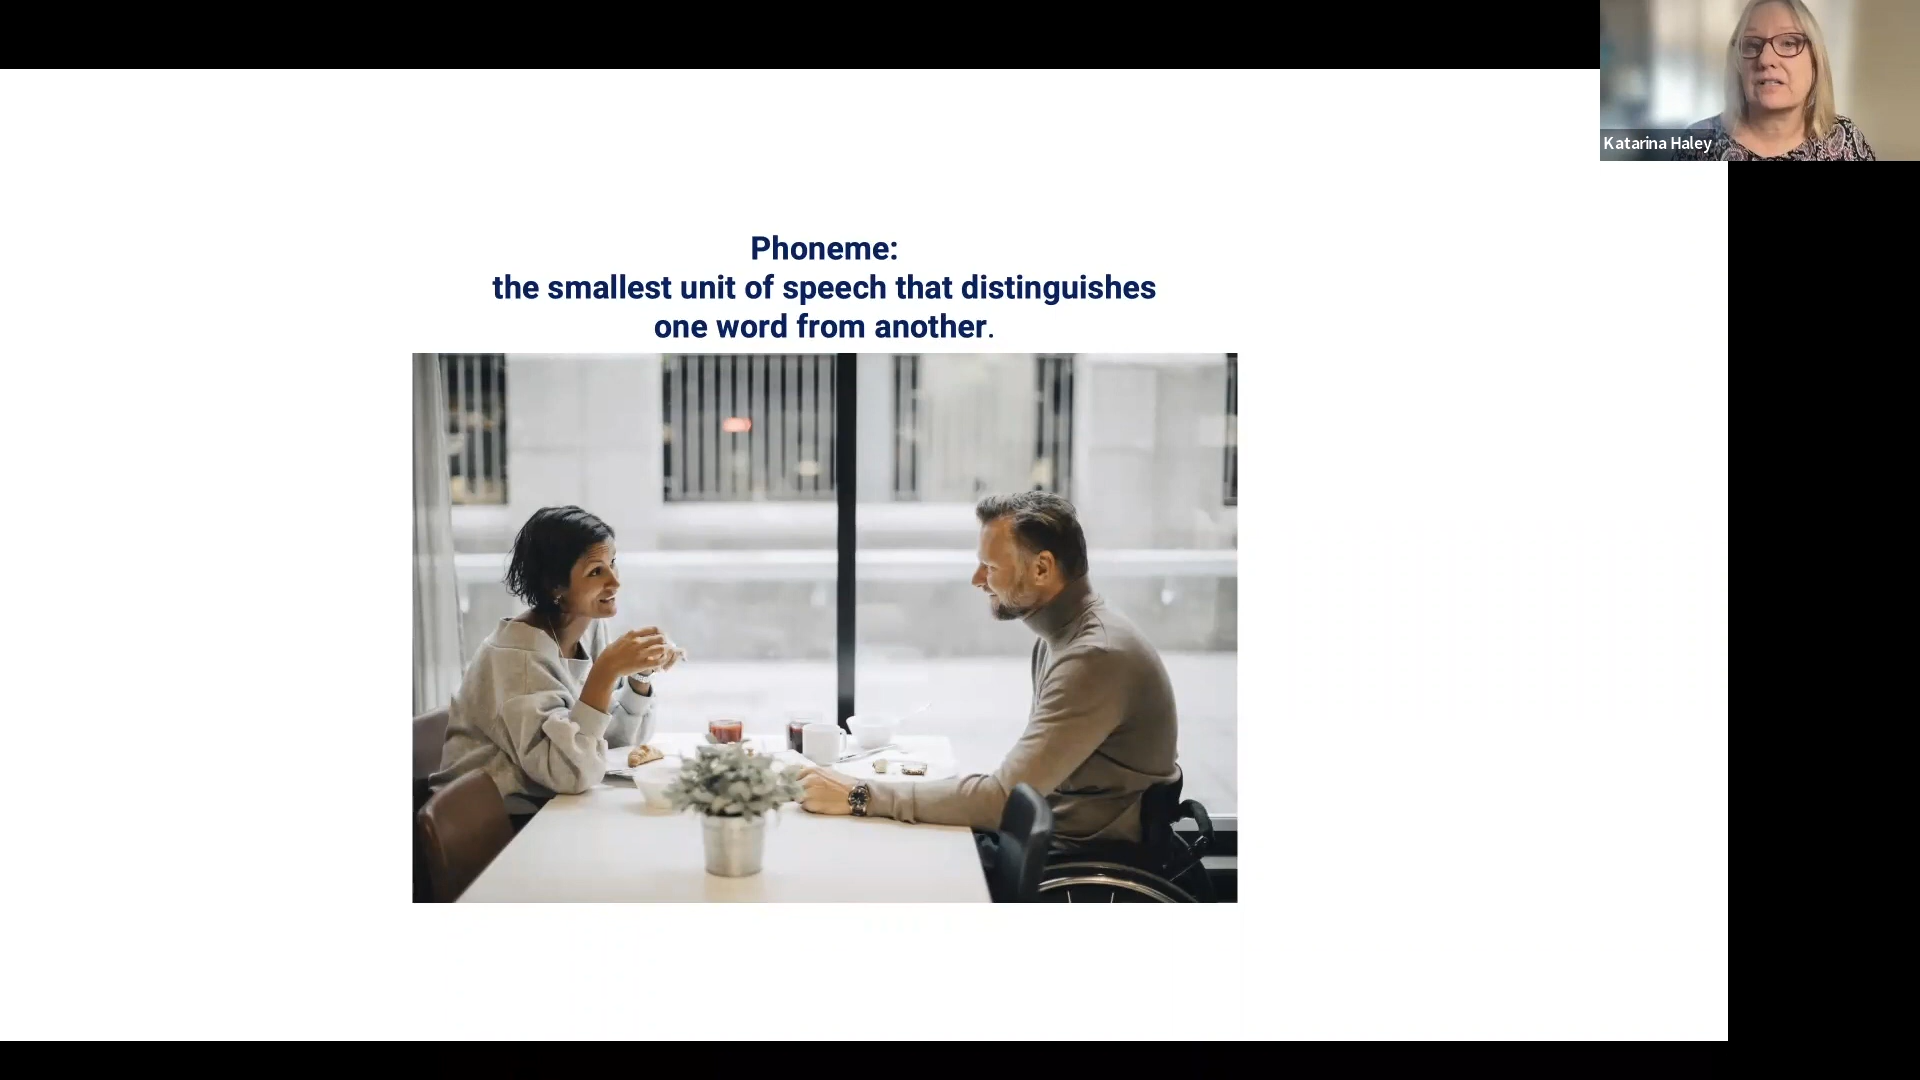 Katarina Haley
Phoneme:
the smallest unit of speech that distinguishes
one word from another.